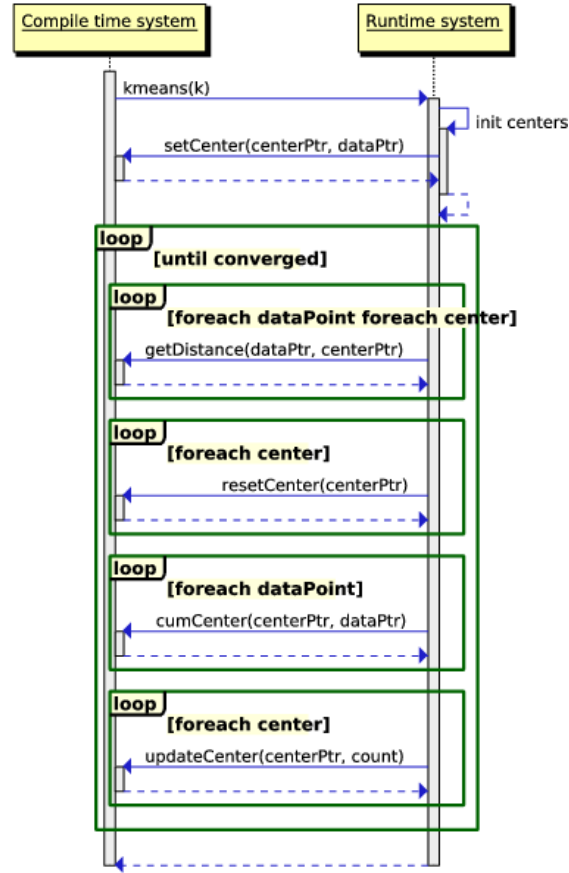 Compile time system
Runtime system
kmeans(k)
init centers
setCenter(centerPtr, dataPtr)
loop
[until converged]
loop
[foreach dataPoint foreach center]
getDistance(dataPtr, centerPtr)
loop
[foreach center]
resetCenter(centerPtr)
loop
[foreach dataPoint]
cumCenter(centerPtr, dataPtr)
loop
[foreach center]
updateCenter(centerPtr, count)